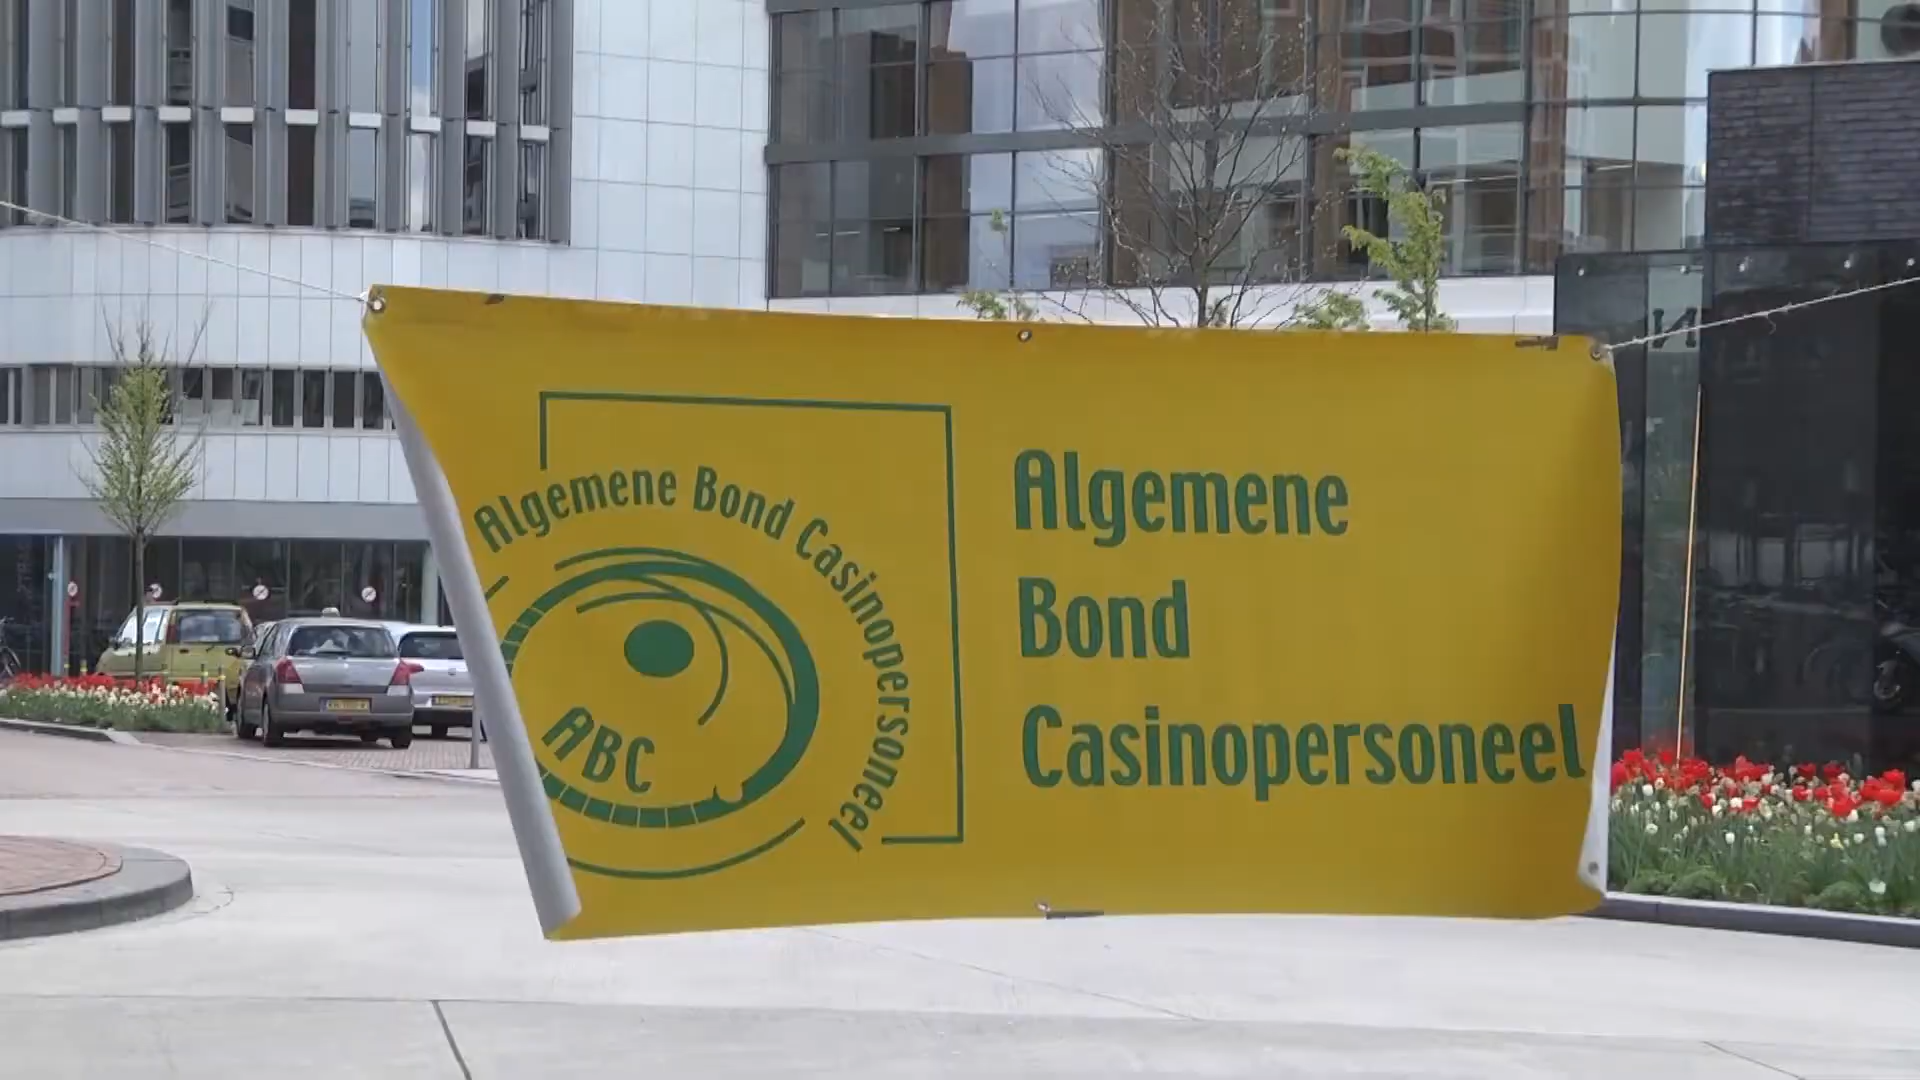 Algemene Bond Casinopersoneel
ABC
Algemene
Bond
Casinopersoneel